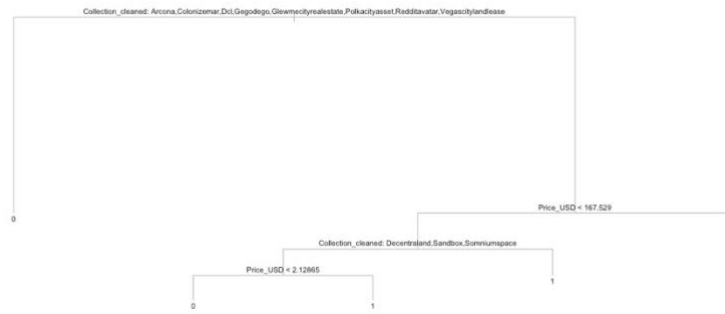 Collection_cleaned: Arcona,Colonizemar,Dcl,Gegodego,Glewmecityrealestate,Polkacityasset,Redditavatar,Vegascitylandlease
Price_USD < 167.529
0
Collection_cleaned: Decentraland,Sandbox,Somniumspace
Price_USD < 2.12865
1
0
1